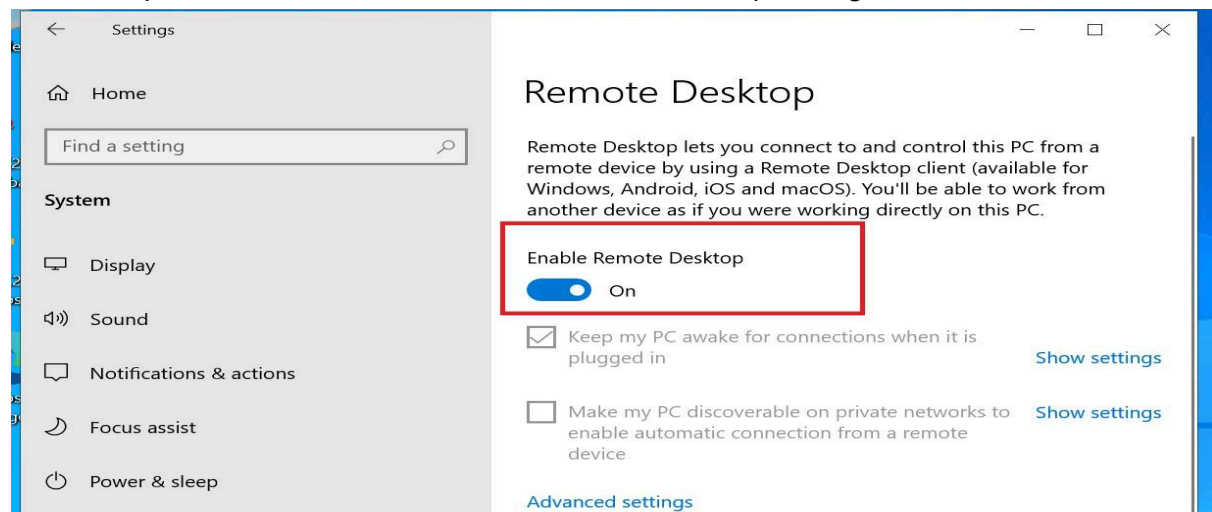 Settings
Home
Find a setting
System
Display
Sound
Notifications & actions
Focus assist
Power & sleep
Remote Desktop
Remote Desktop lets you connect to and control this PC from a
remote device by using a Remote Desktop client (available for
Windows, Android, iOS and macOS). You'll be able to work from
another device as if you were working directly on this PC.
Enable Remote Desktop
On
Keep my PC awake for connections when it is
plugged in
Show settings
Make my PC discoverable on private networks to
enable automatic connection from a remote
device
Show settings
Advanced settings